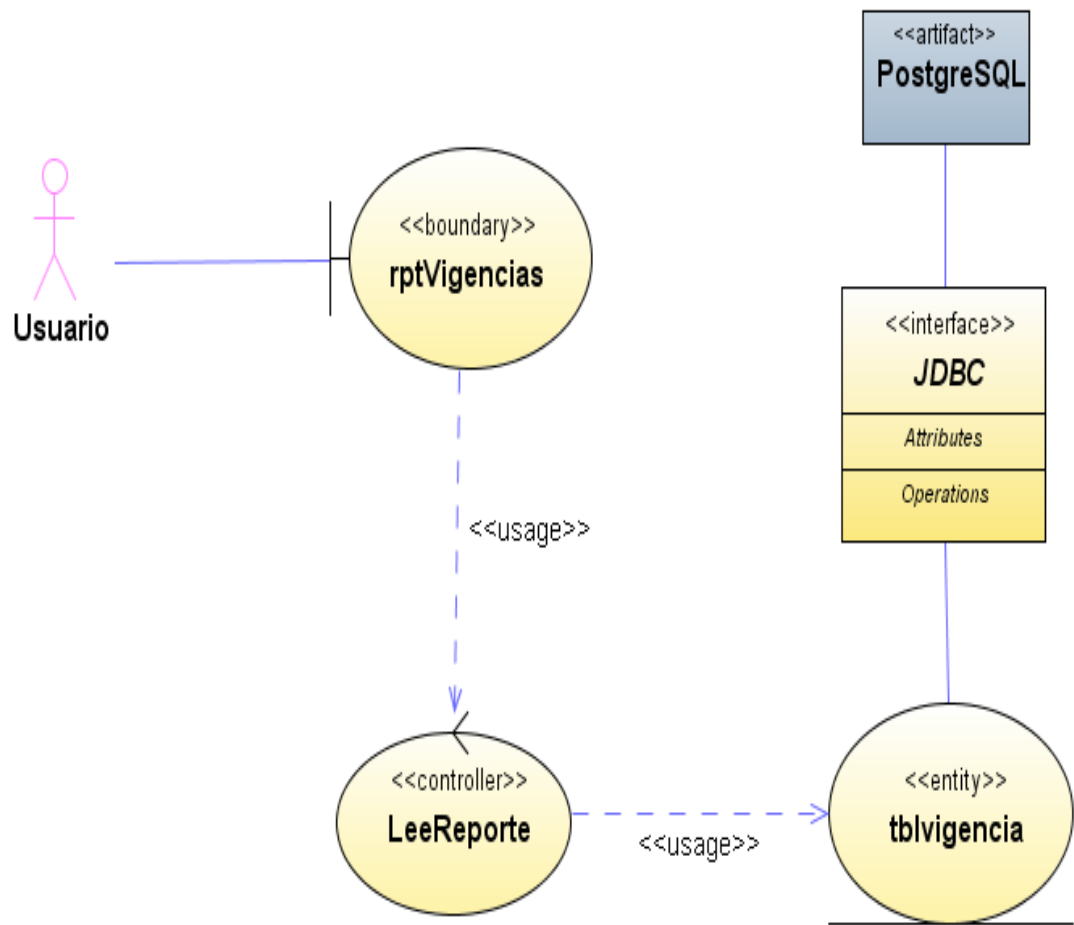 <<artifact>>
PostgreSQL
<<boundary>>
rptVigencias
Usuario
<<interface>>
JDBC
Attributes
Operations
<<usage>>
<<controller>>
LeeReporte
<<usage>>
<<entity>>
tblvigencia